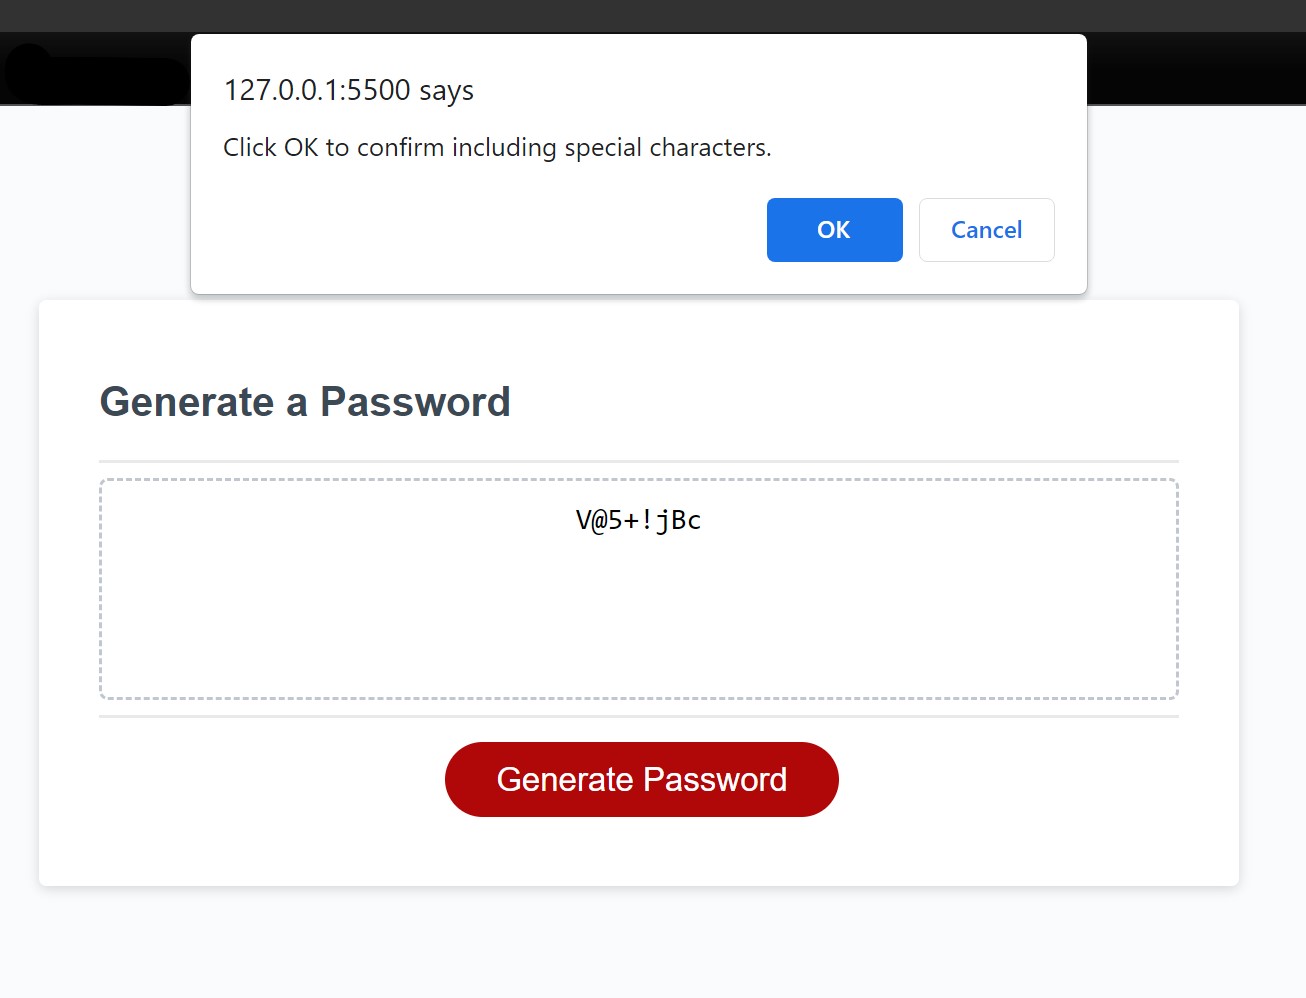 127.0.0.1:5500 says
Click OK to confirm including special characters.
OK
Cancel
Generate a Password
V@5+!jBc
Generate Password